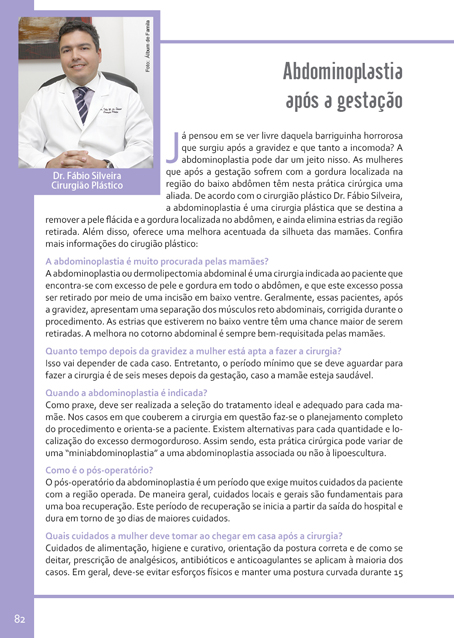 Foto: Álbum de Família
Dr. Fábio Silveira
Cirurgião Plástico
Abdominoplastia
após a gestação
Já pensou em se ver livre daquela barriguinha horrorosa
que surgiu após a gravidez e que tanto a incomoda? A
abdominoplastia pode dar um jeito nisso. As mulheres
que após a gestação sofrem com a gordura localizada na
região do baixo abdômen têm nesta prática cirúrgica uma
aliada. De acordo com o cirurgião plástico Dr. Fábio Silveira,
a abdominoplastia é uma cirurgia plástica que se destina a
remover a pele flácida e a gordura localizada no abdômen, e ainda elimina estrias da região
retirada. Além disso, oferece uma melhora acentuada da silhueta das mamães. Confira
mais informações do cirugião plástico:
A abdominoplastia é muito procurada pelas mamães?
A abdominoplastia ou dermolipectomia abdominal é uma cirurgia indicada ao paciente que
encontra-se com excesso de pele e gordura em todo o abdômen, e que este excesso possa
ser retirado por meio de uma incisão em baixo ventre. Geralmente, essas pacientes, após
a gravidez, apresentam uma separação dos músculos reto abdominais, corrigida durante o
procedimento. As estrias que estiverem no baixo ventre têm uma chance maior de serem
retiradas. A melhora no cotorno abdominal é sempre bem-requisitada pelas mamães.
Quanto tempo depois da gravidez a mulher está apta a fazer a cirurgia?
Isso vai depender de cada caso. Entretanto, o período mínimo que se deve aguardar para
fazer a cirurgia é de seis meses depois da gestação, caso a mamãe esteja saudável.
Quando a abdominoplastia é indicada?
Como praxe, deve ser realizada a seleção do tratamento ideal e adequado para cada ma-
mãe. Nos casos em que couberem a cirurgia em questão faz-se o planejamento completo
do procedimento e orienta-se a paciente. Existem alternativas para cada quantidade e lo-
calização do excesso dermogorduroso. Assim sendo, esta prática cirúrgica pode variar de
uma "miniabdominoplastia" a uma abdominoplastia associada ou não à lipoescultura.
Como é o pós-operatório?
O pós-operatório da abdominoplastia é um período que exige muitos cuidados da paciente
com a região operada. De maneira geral, cuidados locais e gerais são fundamentais para
uma boa recuperação. Este período de recuperação se inicia a partir da saída do hospital e
dura em torno de 30 dias de maiores cuidados.
Quais cuidados a mulher deve tomar ao chegar em casa após a cirurgia?
Cuidados de alimentação, higiene e curativo, orientação da postura correta e de como se
deitar, prescrição de analgésicos, antibióticos e anticoagulantes se aplicam à maioria dos
casos. Em geral, deve-se evitar esforços físicos e manter uma postura curvada durante 15
82